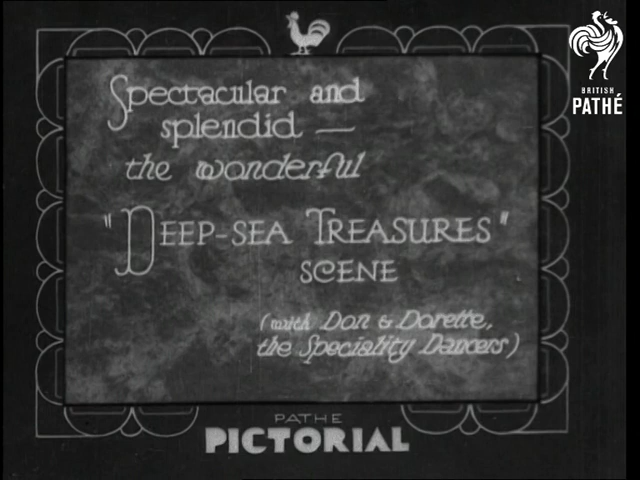 Spectacular and
splendid —
the wonderful
"DEEP-SEA TREASURES"
SCENE
(with Don & Dorette,
the Speciality Dancers)
PATHE
PICTORIAL
BRITISH
PATHÉ